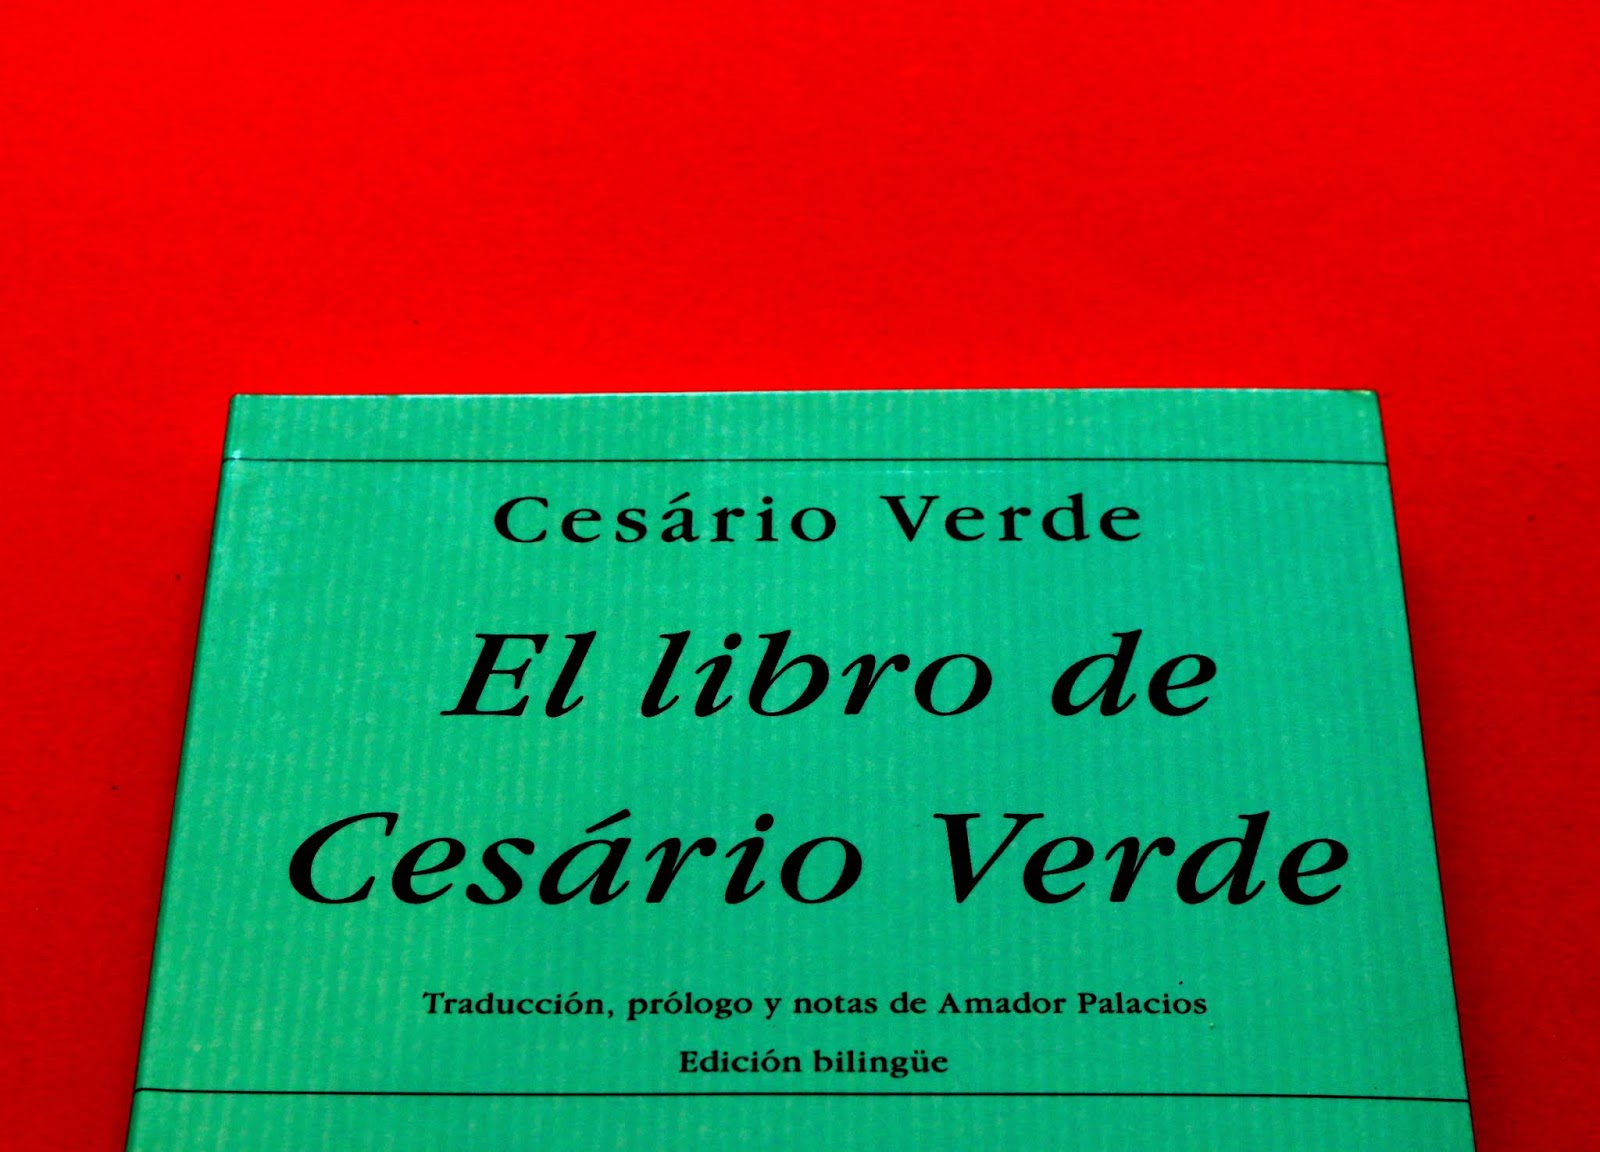 Cesário Verde
El libro de
Cesário Verde
Traducción, prólogo y notas de Amador Palacios
Edición bilingüe